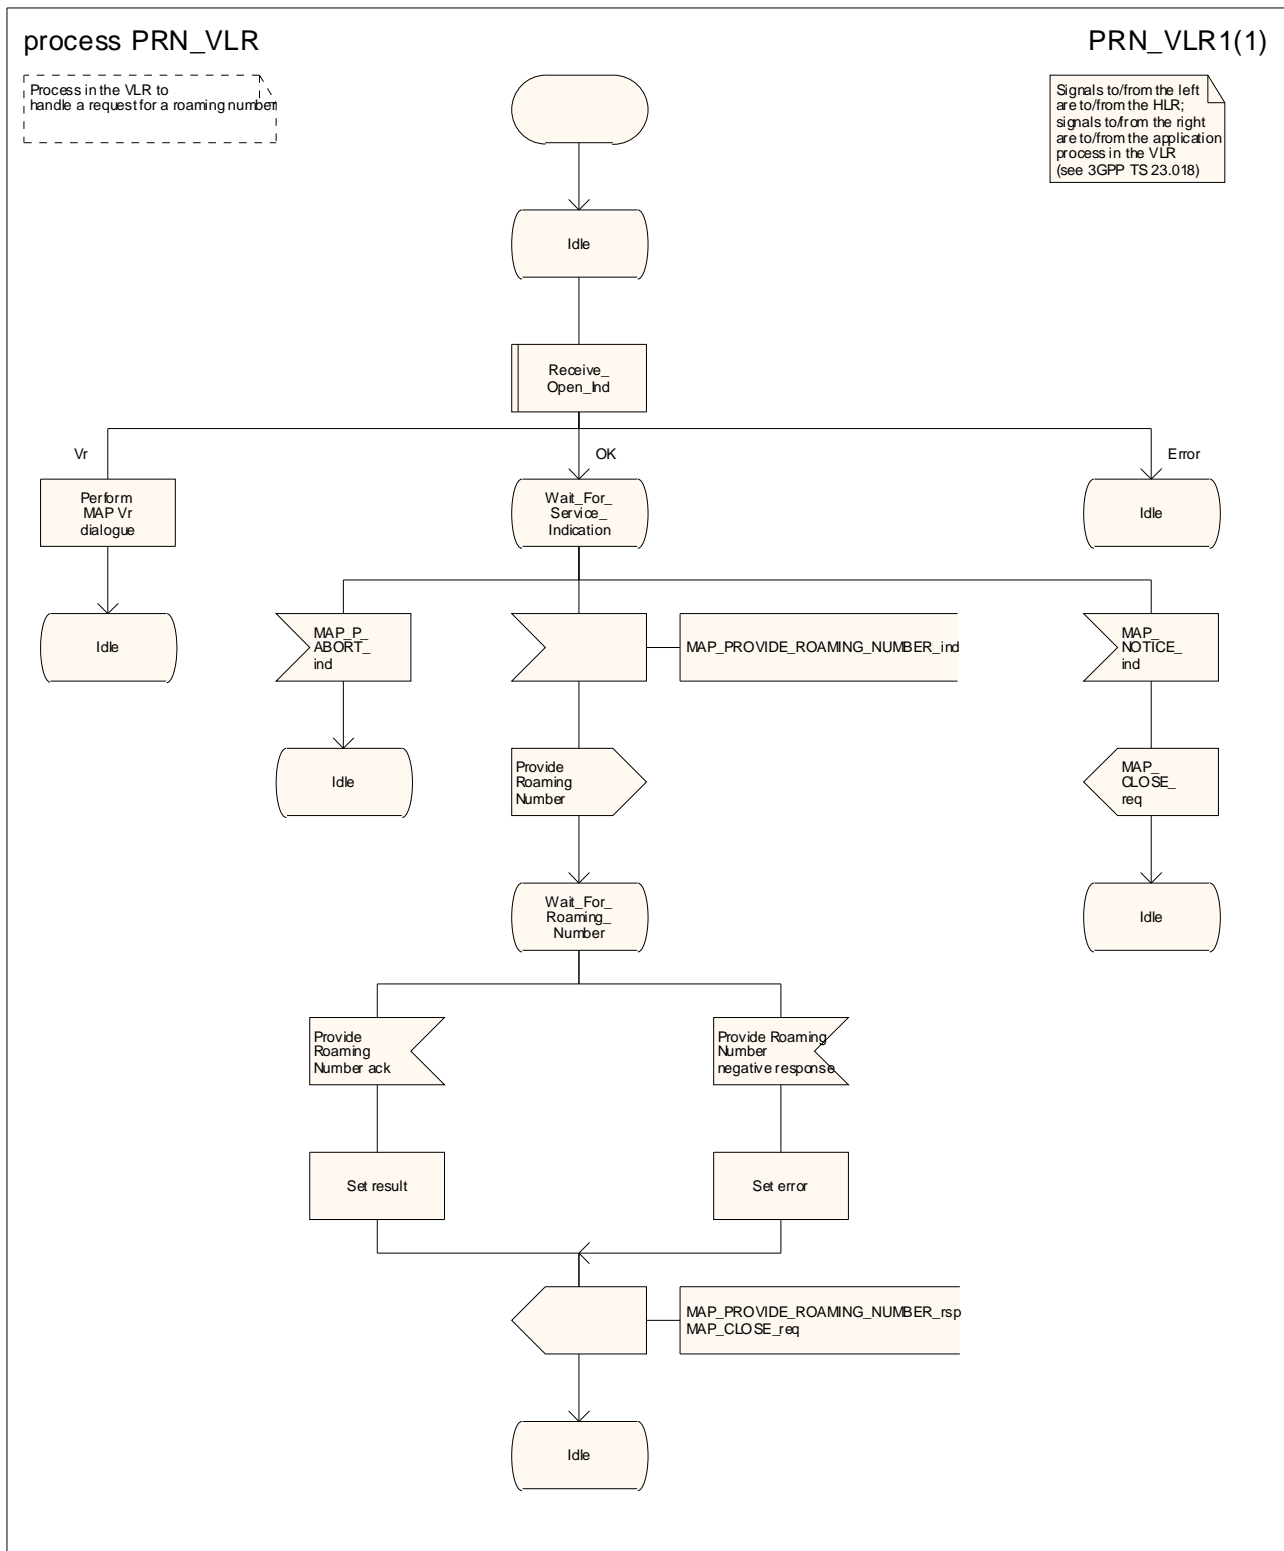 process PRN_VLR
PRN_VLR1(1)
Process in the VLR to
handle a request for a roaming number
Signals to/from the left
are to/from the HLR;
signals to/from the right
are to/from the application
process in the VLR
(see 3GPP TS 23.018)
Idle
Receive_
Open_Ind
Vr
OK
Error
Perform
MAP Vr
dialogue
Wait_For_
Service_
Indication
Idle
Idle
MAP_P_
ABORT_
ind
MAP_PROVIDE_ROAMING_NUMBER_ind
MAP_
NOTICE_
ind
Idle
Provide
Roaming
Number
MAP_
CLOSE_
req
Wait_For_
Roaming_
Number
Idle
Provide
Roaming
Number ack
Provide Roaming
Number
negative response
Set result
Set error
MAP_PROVIDE_ROAMING_NUMBER_rsp
MAP_CLOSE_req
Idle